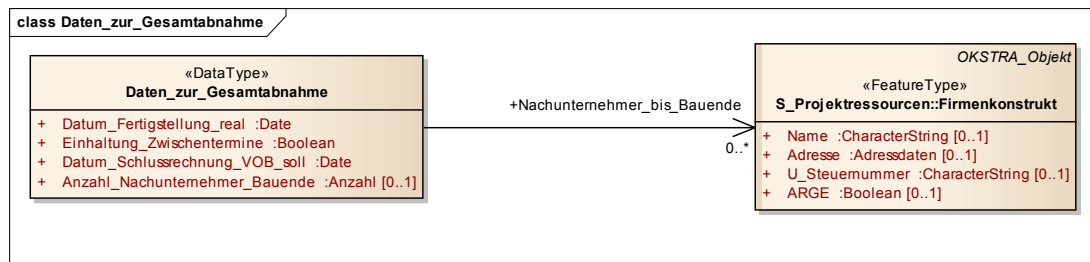 class Daten_zur_Gesamtabnahme
«DataType»
Daten_zur_Gesamtabnahme
+ Datum_Fertigstellung_real :Date
+ Einhaltung_Zwischentermine :Boolean
+ Datum_Schlussrechnung_VOB_soll :Date
+ Anzahl_Nachunternehmer_Bauende :Anzahl [0..1]
+Nachunternehmer_bis_Bauende
0..*
OKSTRA_Objekt
«FeatureType»
S_Projektressourcen::Firmenkonstrukt
+ Name :CharacterString [0..1]
+ Adresse :Adressdaten [0..1]
+ U_Steuernummer :CharacterString [0..1]
+ ARGE :Boolean [0..1]